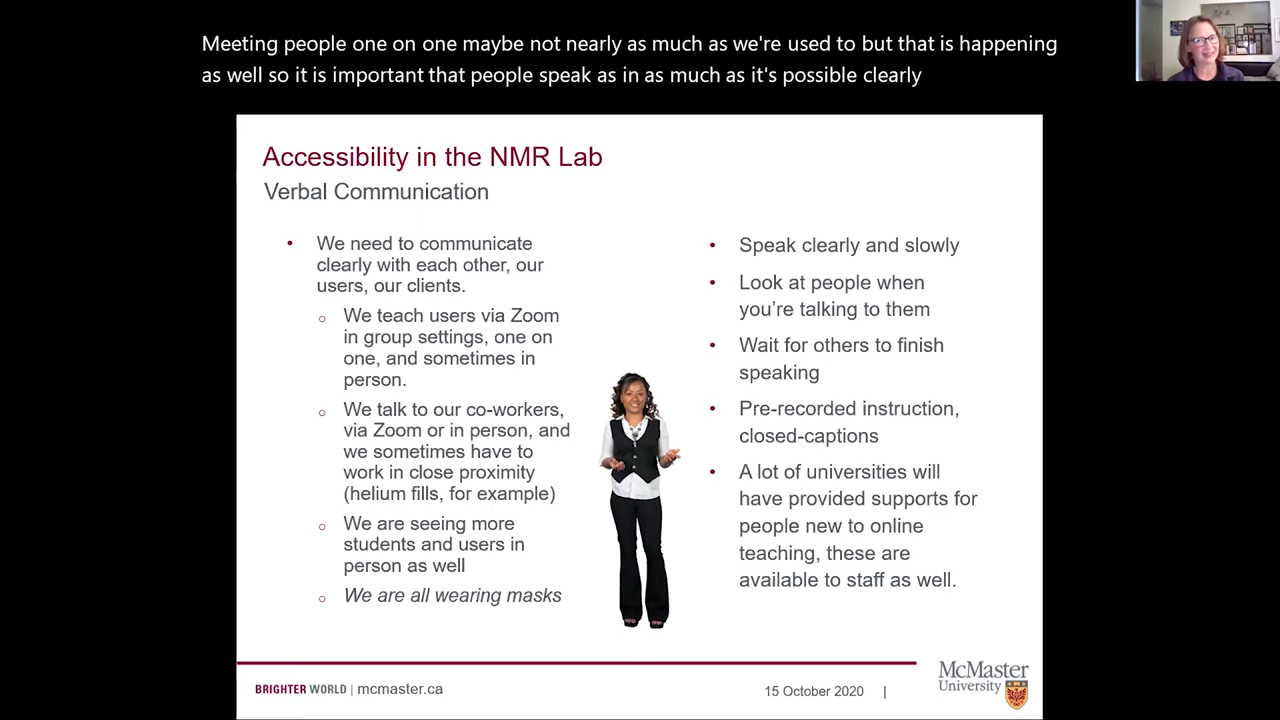 Meeting people one on one maybe not nearly as much as we're used to but that is happening
as well so it is important that people speak as in as much as it's possible clearly
Accessibility in the NMR Lab
Verbal Communication
• We need to communicate
clearly with each other, our
users, our clients.
○ We teach users via Zoom
in group settings, one on
one, and sometimes in
person.
○ We talk to our co-workers,
via Zoom or in person, and
we sometimes have to
work in close proximity
(helium fills, for example)
○ We are seeing more
students and users in
person as well
○ We are all wearing masks
• Speak clearly and slowly
• Look at people when
you're talking to them
• Wait for others to finish
speaking
• Pre-recorded instruction,
closed-captions
• A lot of universities will
have provided supports for
people new to online
teaching, these are
available to staff as well.
BRIGHTER WORLD | mcmaster.ca
15 October 2020 |
McMaster
University